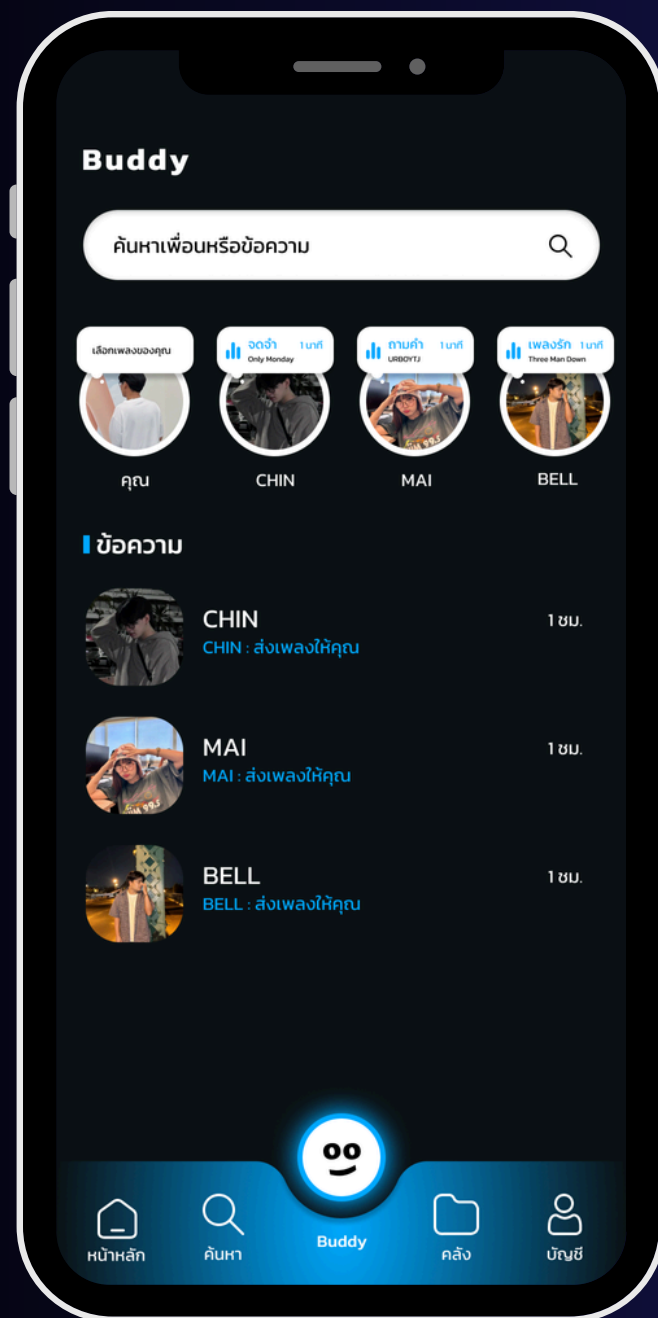 Buddy
ค้นหาเพื่อนหรือข้อความ
เลือกเพลงของคุณ
จดจำ 1 นาที
Only Monday
ถามคำ 1 นาที
URBOYTJ
เพลงรัก 1 นาที
Three Man Down
คุณ
CHIN
MAI
BELL
ข้อความ
CHIN 1 ชม.
CHIN : ส่งเพลงให้คุณ
MAI 1 ชม.
MAI : ส่งเพลงให้คุณ
BELL 1 ชม.
BELL : ส่งเพลงให้คุณ
หน้าหลัก
ค้นหา
Buddy
คลัง
บัญชี